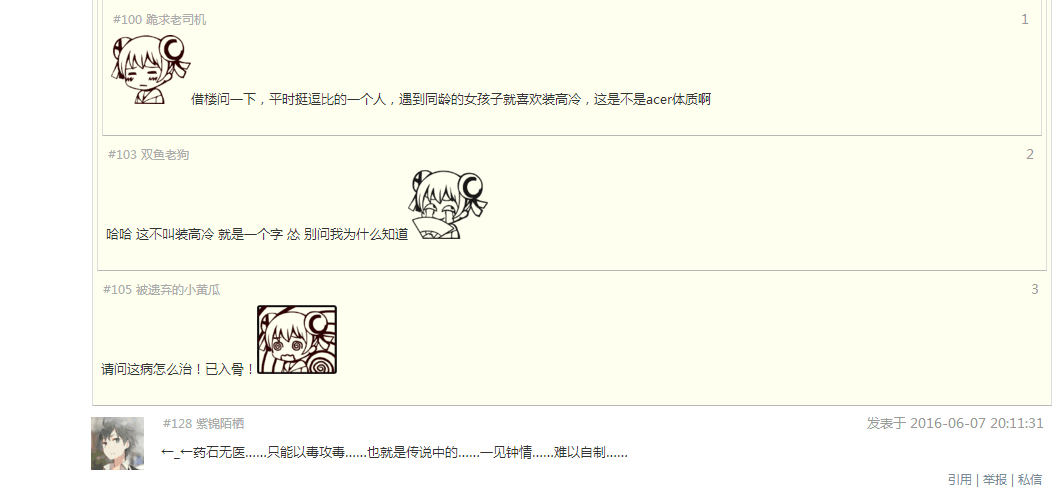 #100 跪求老司机 1
借楼问一下，平时挺逗比的一个人，遇到同龄的女孩子就喜欢装高冷，这是不是acer体质啊
#103 双鱼老狗 2
哈哈 这不叫装高冷 就是一个字 怂 别问我为什么知道
#105 被遗弃的小黄瓜 3
请问这病怎么治！已入骨！
#128 紫锦陌栖 发表于 2016-06-07 20:11:31
←_←药石无医……只能以毒攻毒……也就是传说中的……一见钟情……难以自制……
引用 | 举报 | 私信